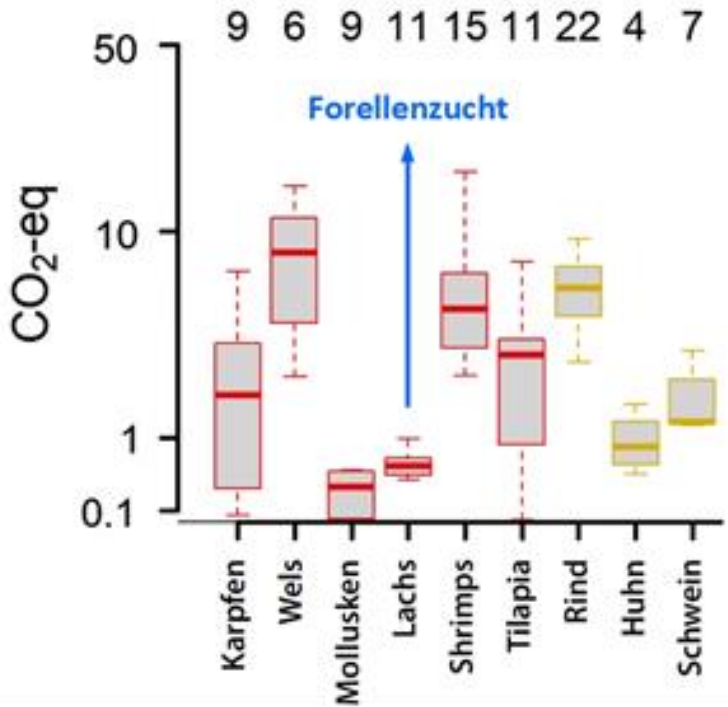 9 6 9 11 15 11 22 4 7
50
Forellenzucht
10
CO₂-eq
1
0.1
Karpfen
Wels
Mollusken
Lachs
Shrimps
Tilapia
Rind
Huhn
Schwein